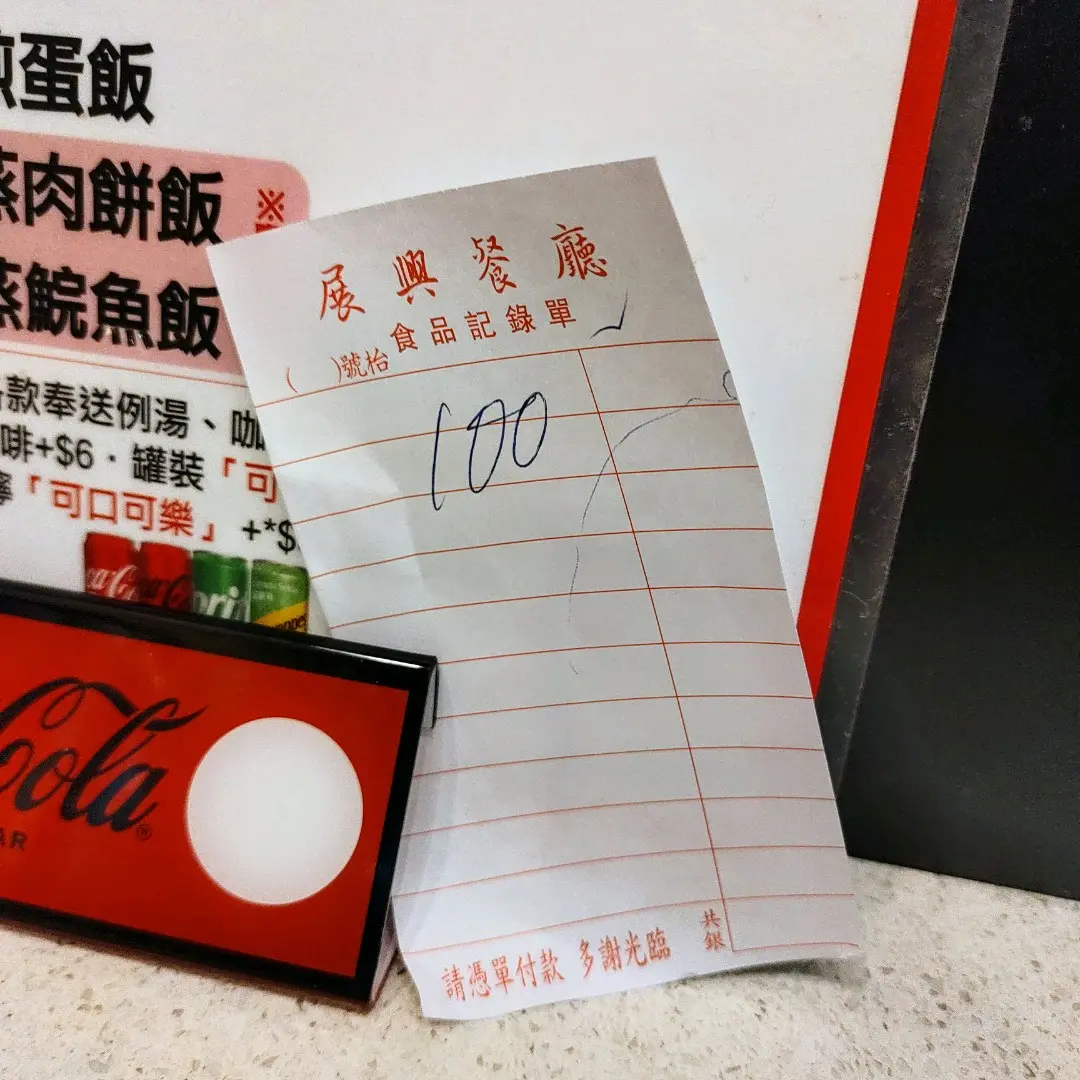 煎蛋飯
蒸肉餅飯 ※
蒸鯇魚飯
款奉送例湯、咖
啡+$6・罐裝「可
「可口可樂」 +*$
展興餐廳
食品記錄單
( )號枱
100
共銀
請憑單付款 多謝光臨
Cola
AR